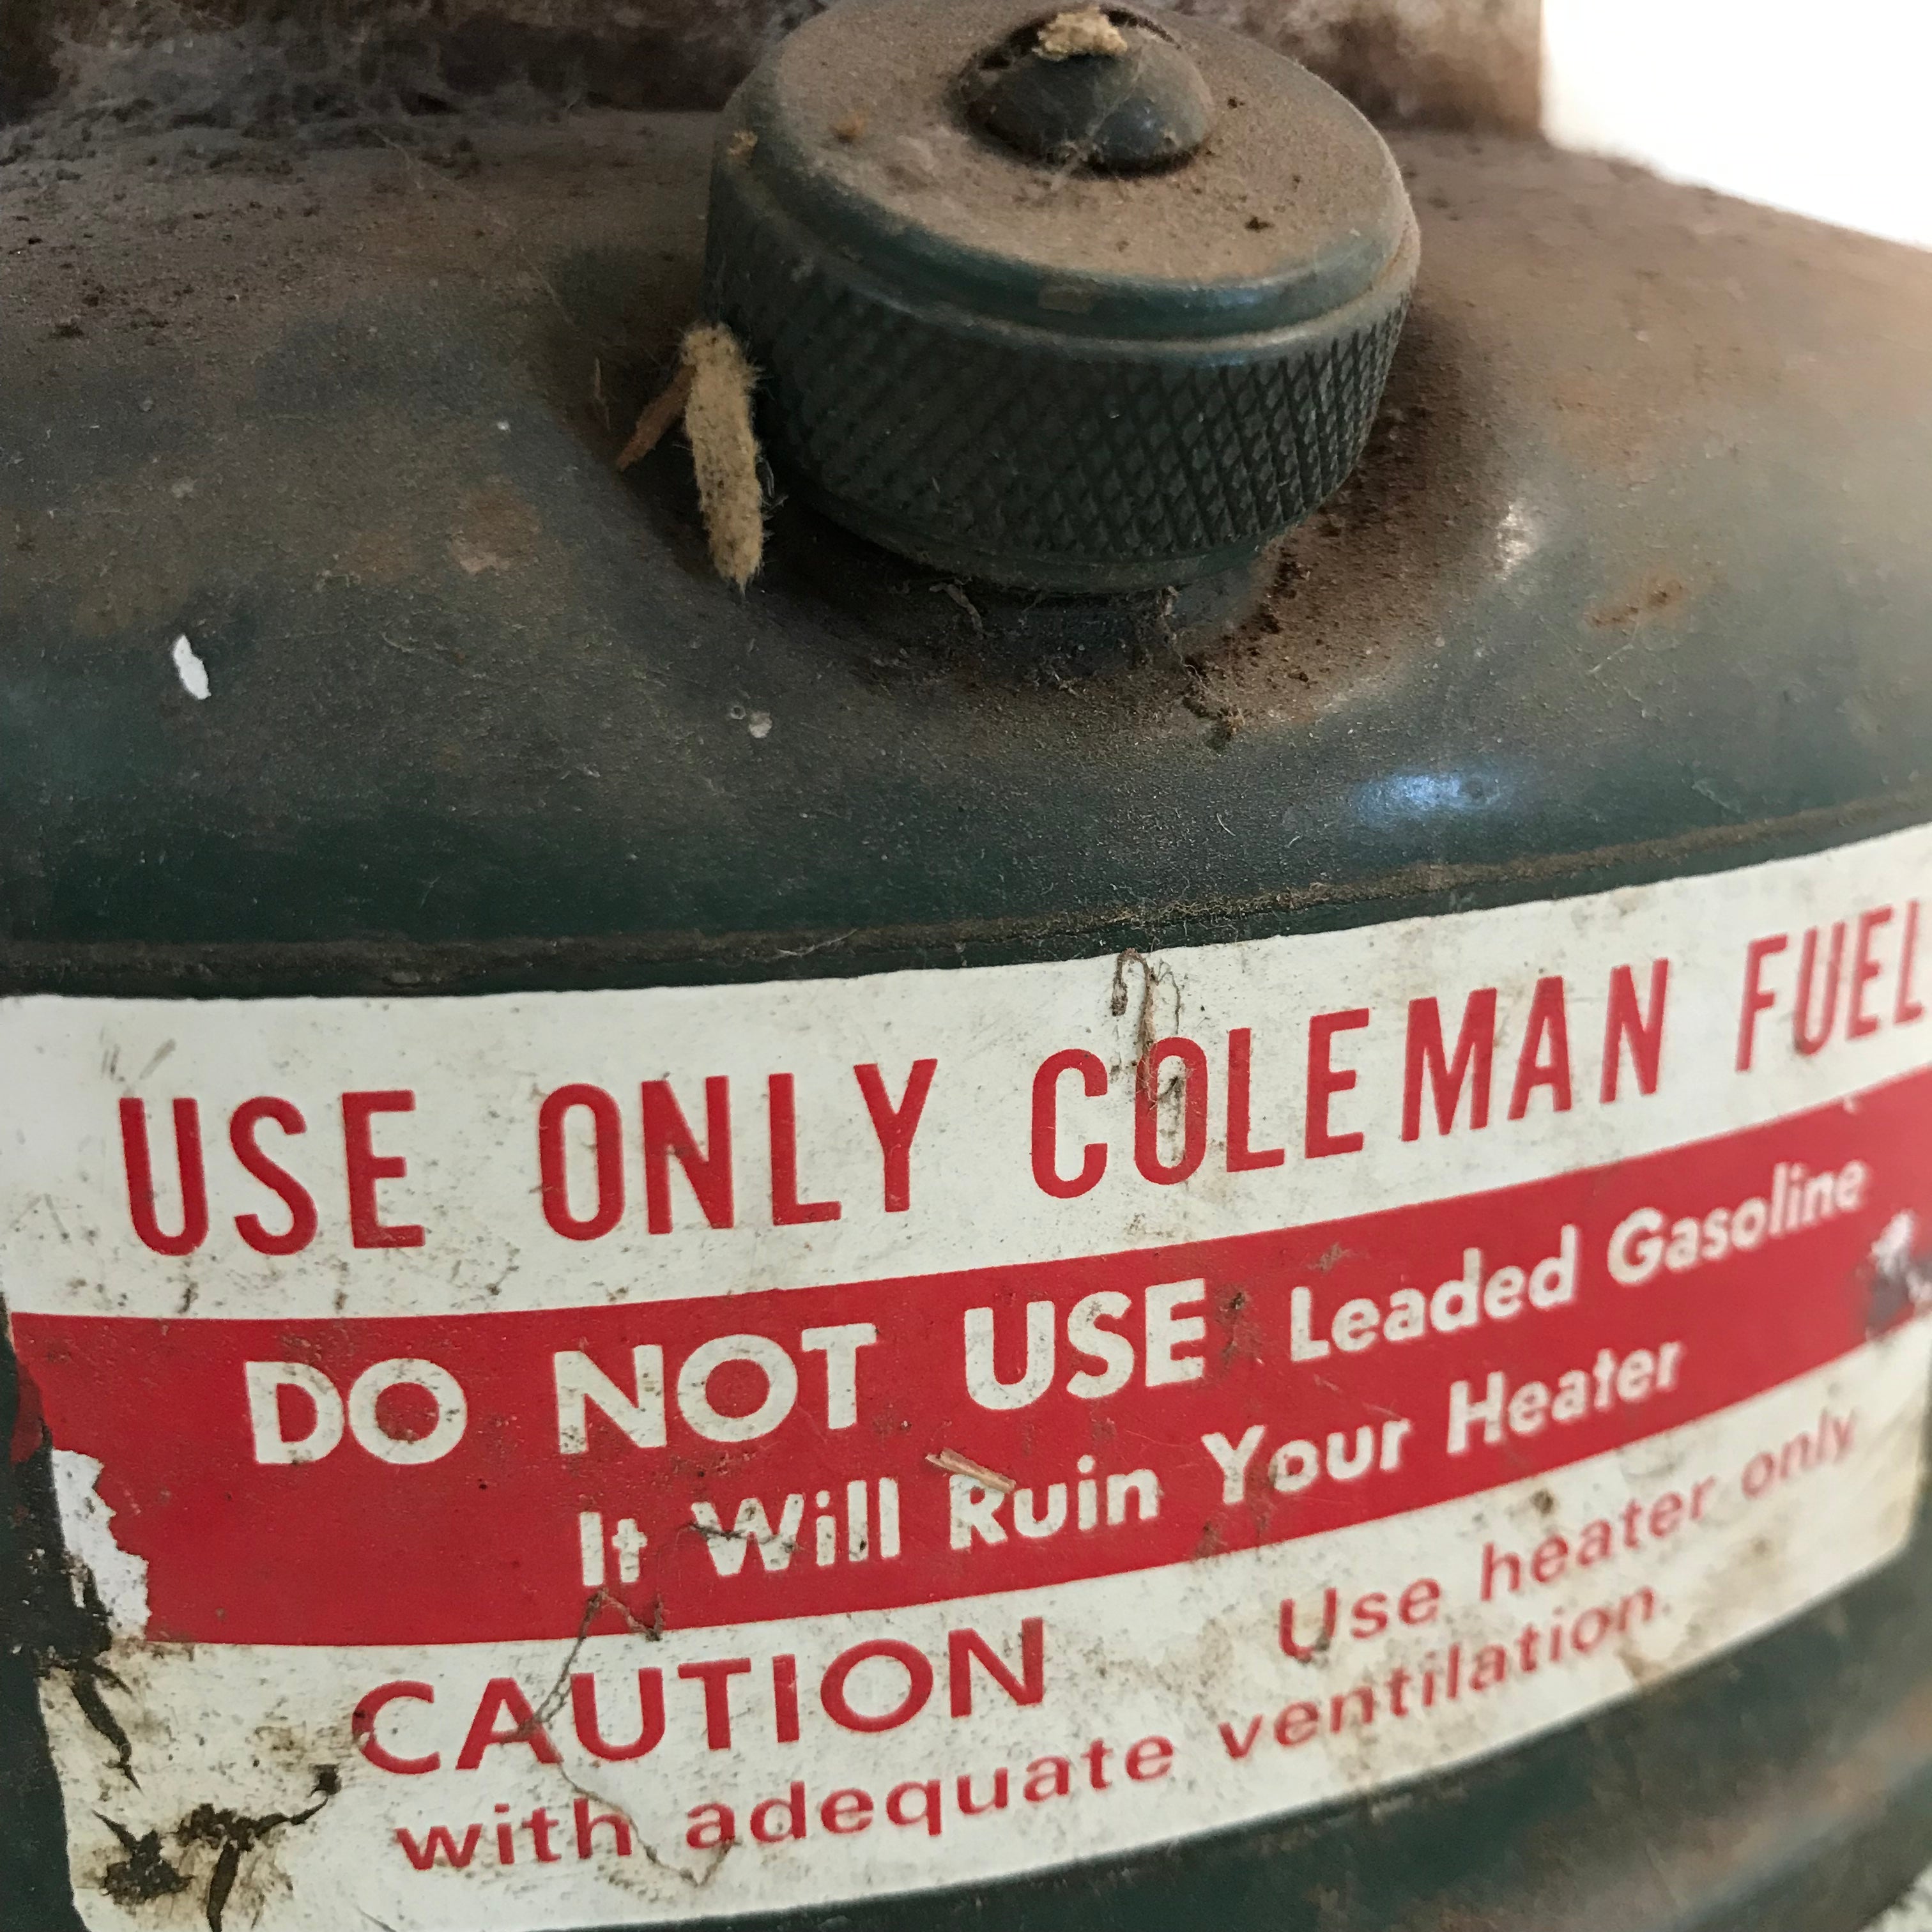 USE ONLY COLEMAN FUEL
DO NOT USE Leaded Gasoline
It Will Ruin Your Heater
CAUTION Use heater only
with adequate ventilation.